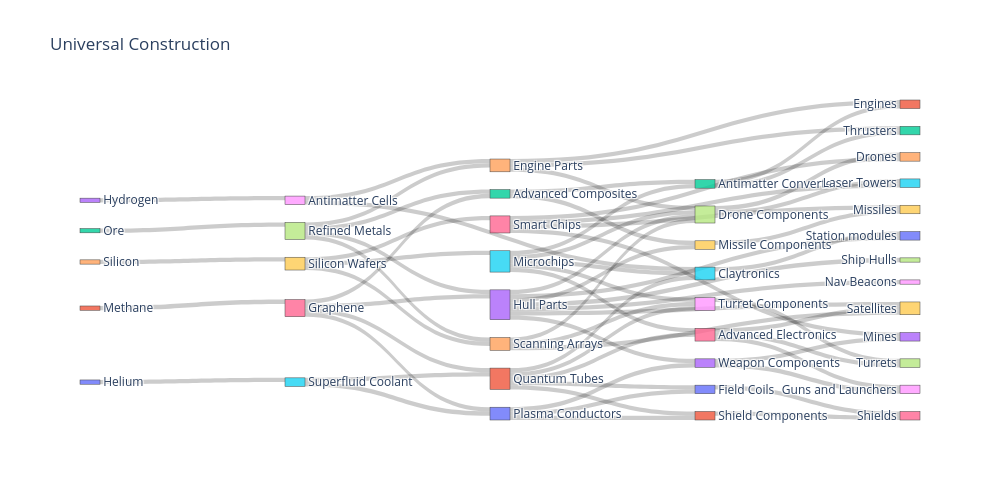 Universal Construction
Hydrogen
Ore
Silicon
Methane
Helium
Antimatter Cells
Refined Metals
Silicon Wafers
Graphene
Superfluid Coolant
Engine Parts
Advanced Composites
Smart Chips
Microchips
Hull Parts
Scanning Arrays
Quantum Tubes
Plasma Conductors
Antimatter Converters
Drone Components
Missile Components
Claytronics
Turret Components
Advanced Electronics
Weapon Components
Field Coils
Shield Components
Engines
Thrusters
Drones
Laser Towers
Missiles
Station modules
Ship Hulls
Nav Beacons
Satellites
Mines
Turrets
Guns and Launchers
Shields